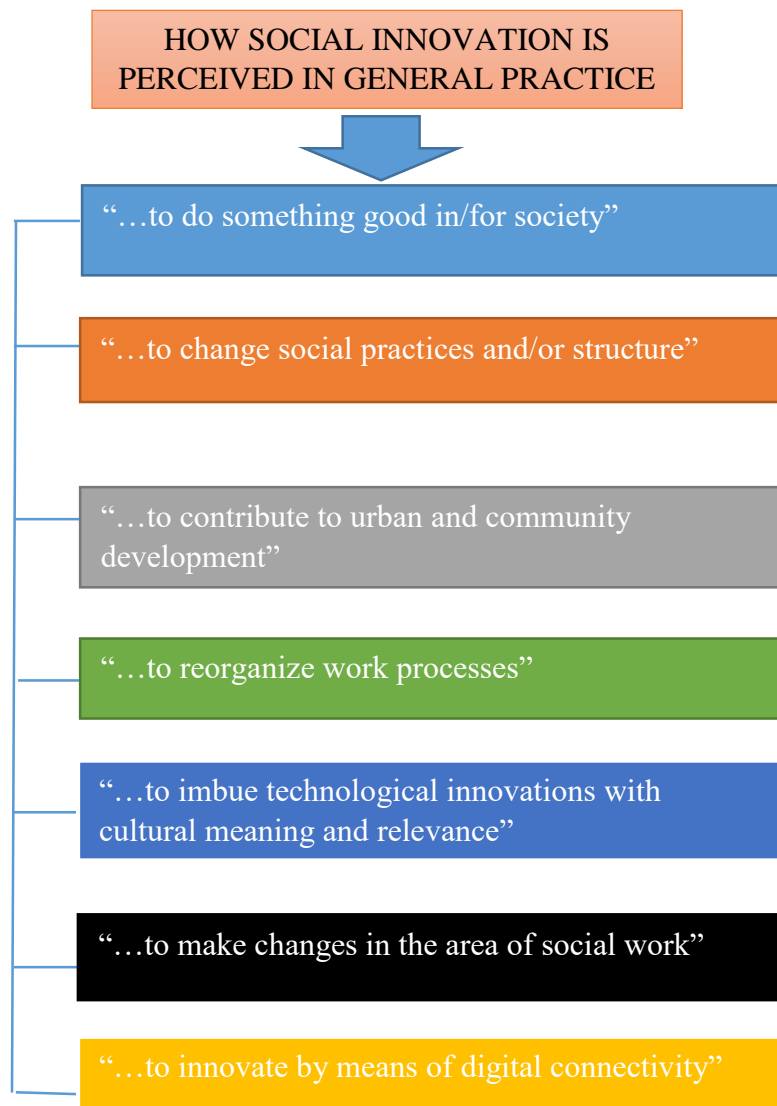 HOW SOCIAL INNOVATION IS
PERCEIVED IN GENERAL PRACTICE
“…to do something good in/for society”
“…to change social practices and/or structure”
“…to contribute to urban and community
development”
“…to reorganize work processes”
“…to imbue technological innovations with
cultural meaning and relevance”
“…to make changes in the area of social work”
“…to innovate by means of digital connectivity”